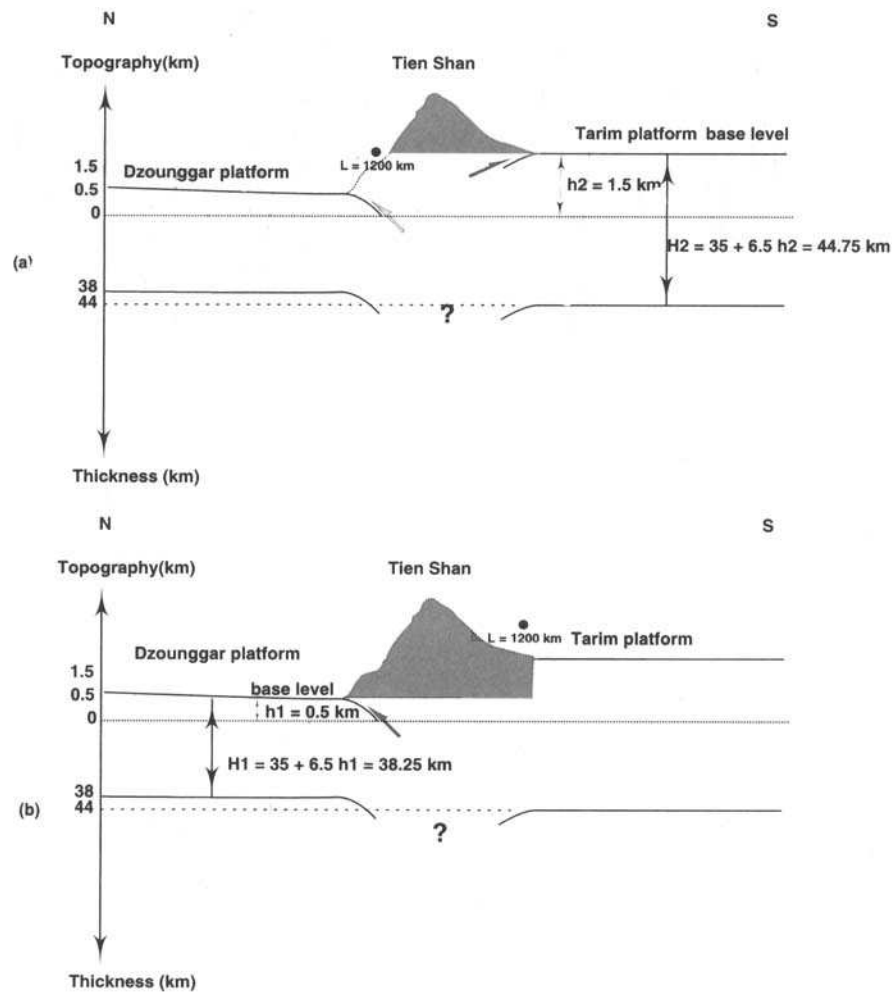 N S
Topography(km)
Tien Shan
Tarim platform base level
L = 1200 km
1.5
Dzounggar platform
h2 = 1.5 km
0.5
0
H2 = 35 + 6.5 h2 = 44.75 km
(a)
38
44
?
Thickness (km)
N S
Topography(km)
Tien Shan
L = 1200 km
Tarim platform
Dzounggar platform
1.5
base level
0.5
h1 = 0.5 km
0
H1 = 35 + 6.5 h1 = 38.25 km
38
(b)
44
?
Thickness (km)